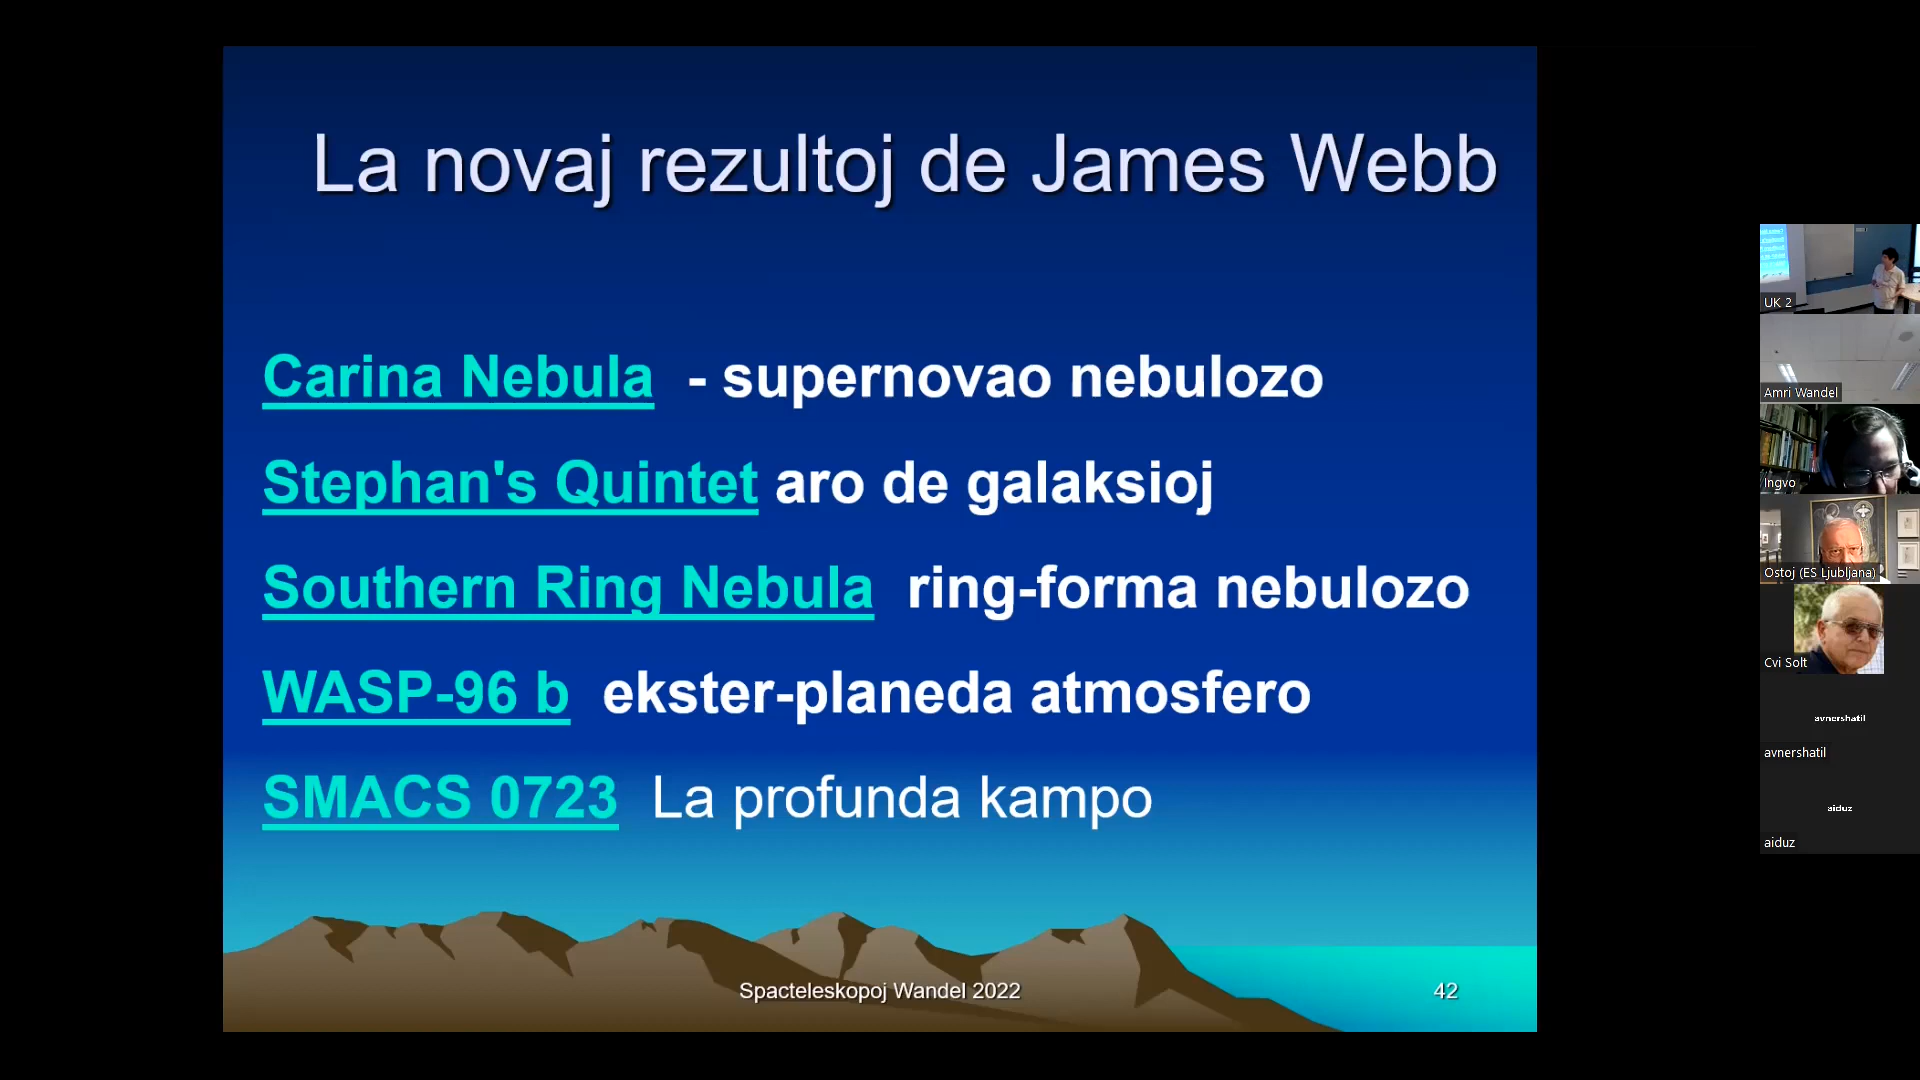 La novaj rezultoj de James Webb
Carina Nebula - supernovao nebulozo
Stephan's Quintet aro de galaksioj
Southern Ring Nebula ring-forma nebulozo
WASP-96 b ekster-planeda atmosfero
SMACS 0723 La profunda kampo
Spacteleskopoj Wandel 2022
42
UK 2
Amri Wandel
Ingvo
Ostoj (ES Ljubljana)
Cvi Solt
avnershatil
avnershatil
aiduz
aiduz